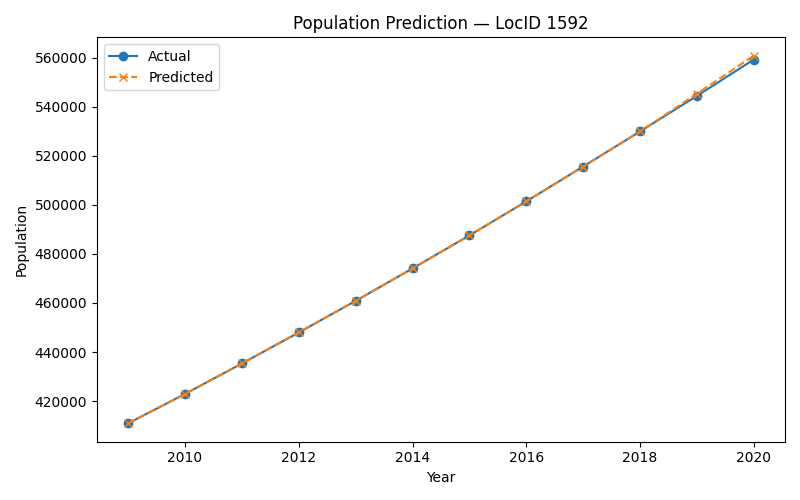 Population Prediction — LocID 1592
Actual
Predicted
Population
560000
540000
520000
500000
480000
460000
440000
420000
2010 2012 2014 2016 2018 2020
Year